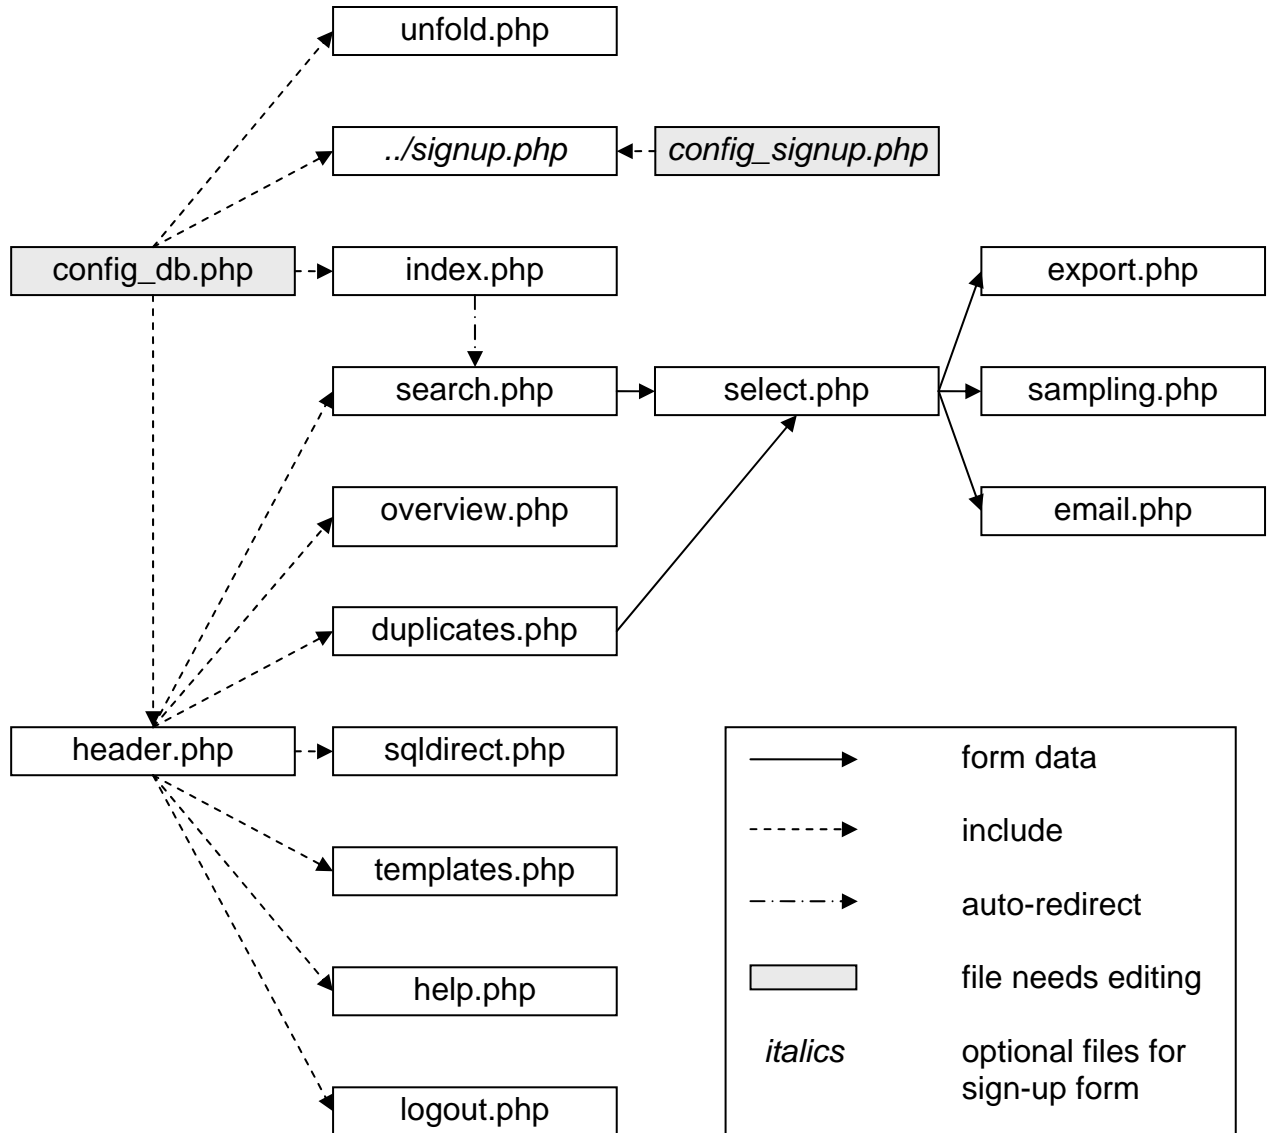 unfold.php
../signup.php
config_signup.php
config_db.php
index.php
export.php
search.php
select.php
sampling.php
overview.php
email.php
duplicates.php
header.php
sqldirect.php
templates.php
help.php
logout.php
form data
include
auto-redirect
file needs editing
italics
optional files for
sign-up form